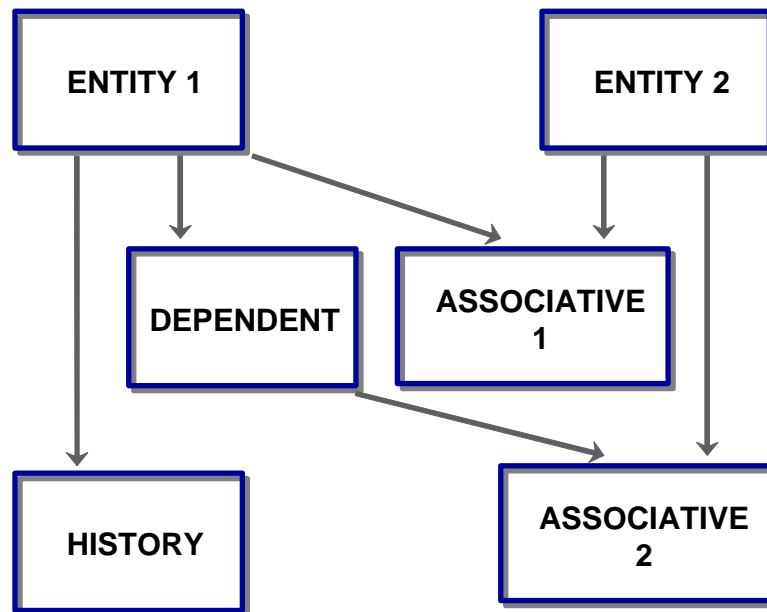 ENTITY 1
ENTITY 2
DEPENDENT
ASSOCIATIVE
1
HISTORY
ASSOCIATIVE
2